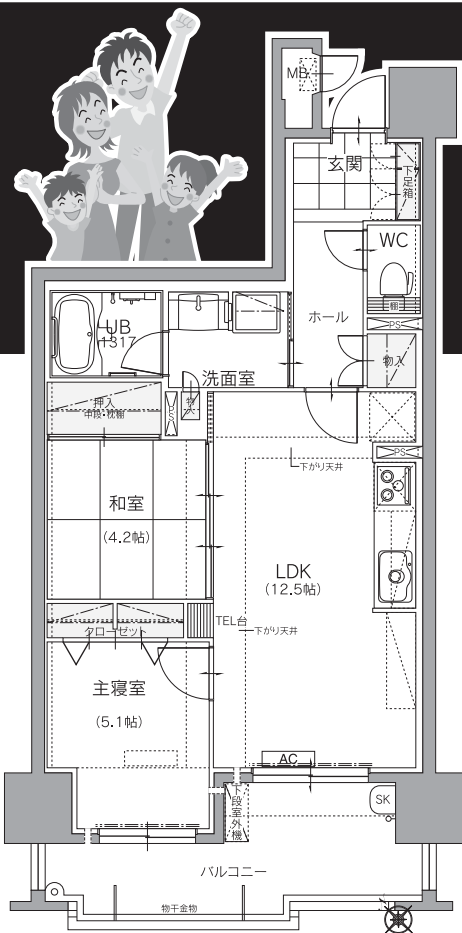 MB
玄関
下足箱
WC
棚
PS
ホール
UB
1317
洗面室
物入
物入
PS
押入
中段・枕棚
PS
下がり天井
和室
(4.2帖)
LDK
(12.5帖)
TEL台
下がり天井
クローゼット
主寝室
(5.1帖)
AC
下段室外機
SK
バルコニー
物干金物